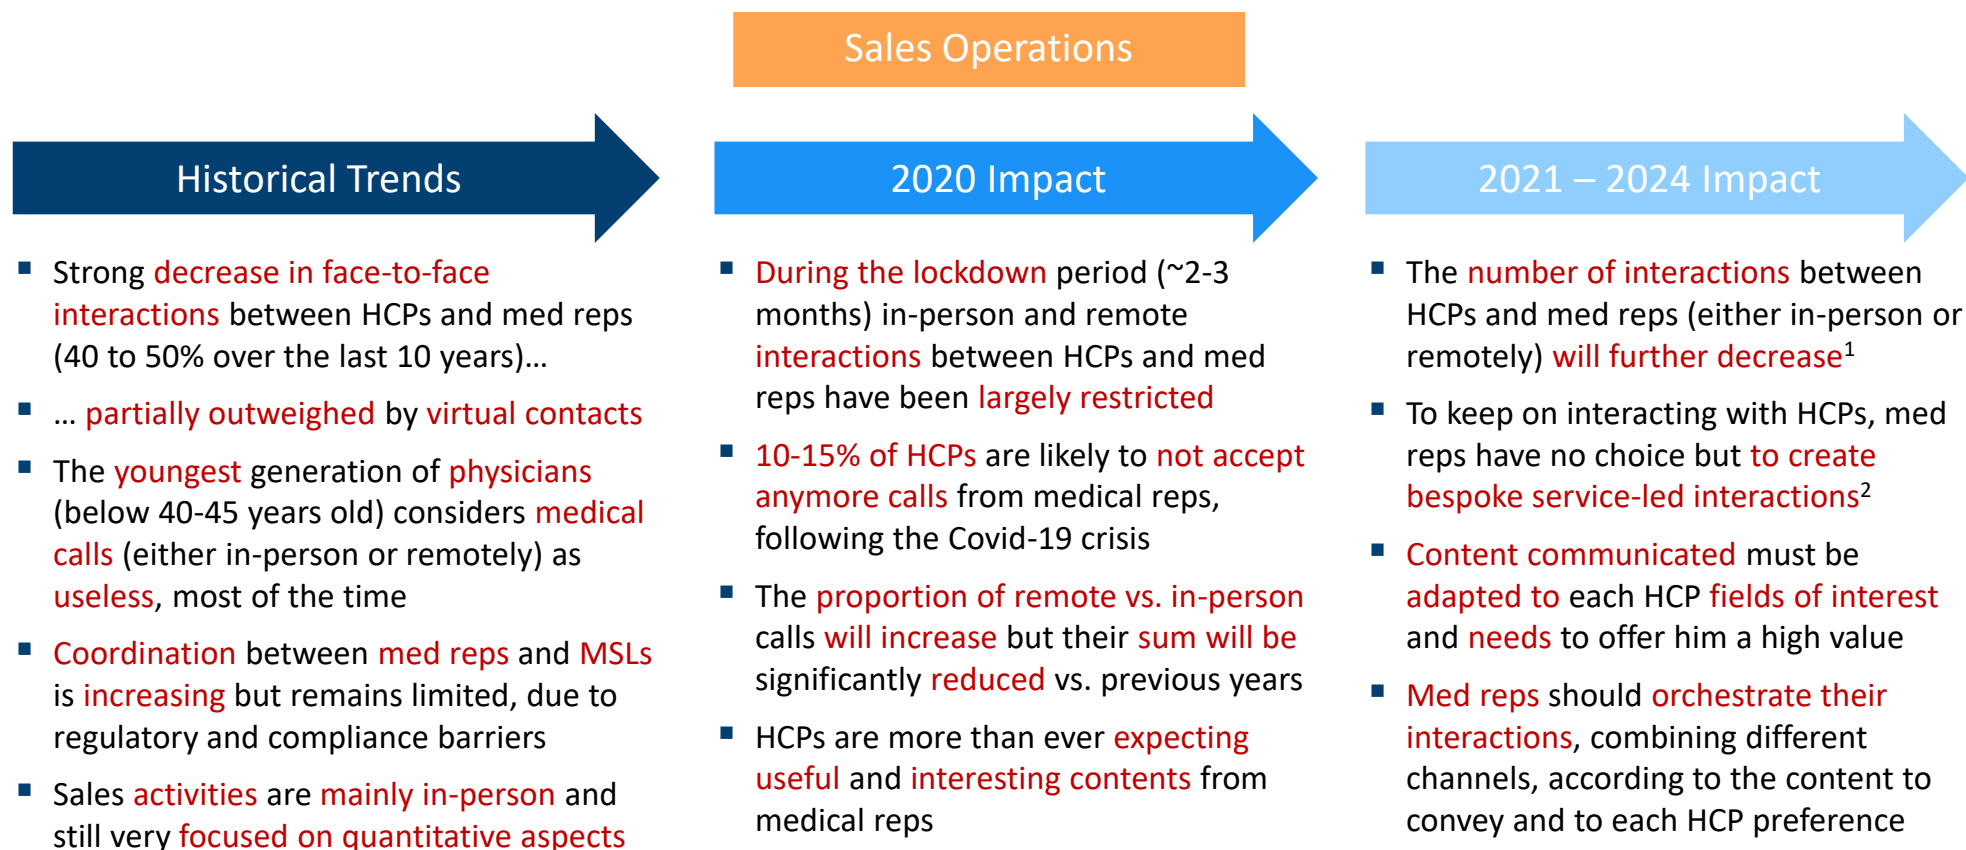 Sales Operations
Historical Trends
▪ Strong decrease in face-to-face
interactions between HCPs and med reps
(40 to 50% over the last 10 years)…
▪ … partially outweighed by virtual contacts
▪ The youngest generation of physicians
(below 40-45 years old) considers medical
calls (either in-person or remotely) as
useless, most of the time
▪ Coordination between med reps and MSLs
is increasing but remains limited, due to
regulatory and compliance barriers
▪ Sales activities are mainly in-person and
still very focused on quantitative aspects
2020 Impact
▪ During the lockdown period (~2-3
months) in-person and remote
interactions between HCPs and med
reps have been largely restricted
▪ 10-15% of HCPs are likely to not accept
anymore calls from medical reps,
following the Covid-19 crisis
▪ The proportion of remote vs. in-person
calls will increase but their sum will be
significantly reduced vs. previous years
▪ HCPs are more than ever expecting
useful and interesting contents from
medical reps
2021 – 2024 Impact
▪ The number of interactions between
HCPs and med reps (either in-person or
remotely) will further decrease¹
▪ To keep on interacting with HCPs, med
reps have no choice but to create
bespoke service-led interactions²
▪ Content communicated must be
adapted to each HCP fields of interest
and needs to offer him a high value
▪ Med reps should orchestrate their
interactions, combining different
channels, according to the content to
convey and to each HCP preference